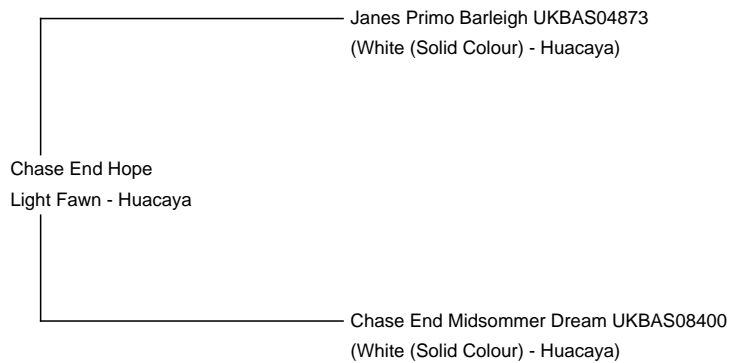 Janes Primo Barleigh UKBAS04873
(White (Solid Colour) - Huacaya)
Chase End Hope
Light Fawn - Huacaya
Chase End Midsommer Dream UKBAS08400
(White (Solid Colour) - Huacaya)